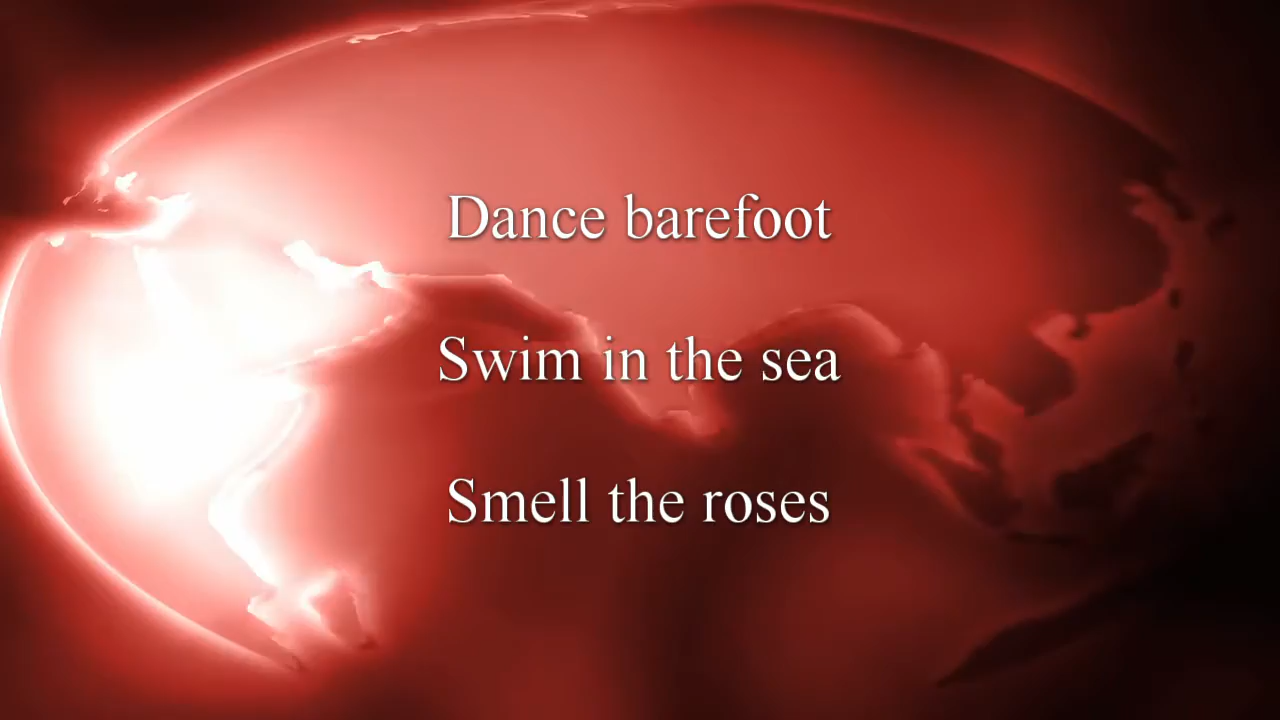 Dance barefoot
Swim in the sea
Smell the roses